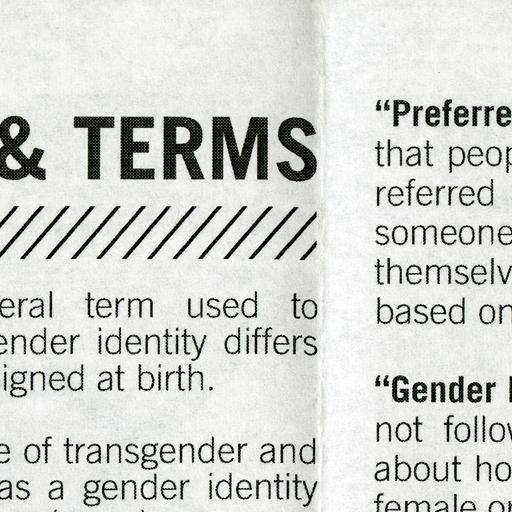 & TERMS
eral term used to
ender identity differs
igned at birth.
e of transgender and
as a gender identity
“Preferre
that peop
referred
someone
themselv
based on
“Gender
not follow
about ho
female or